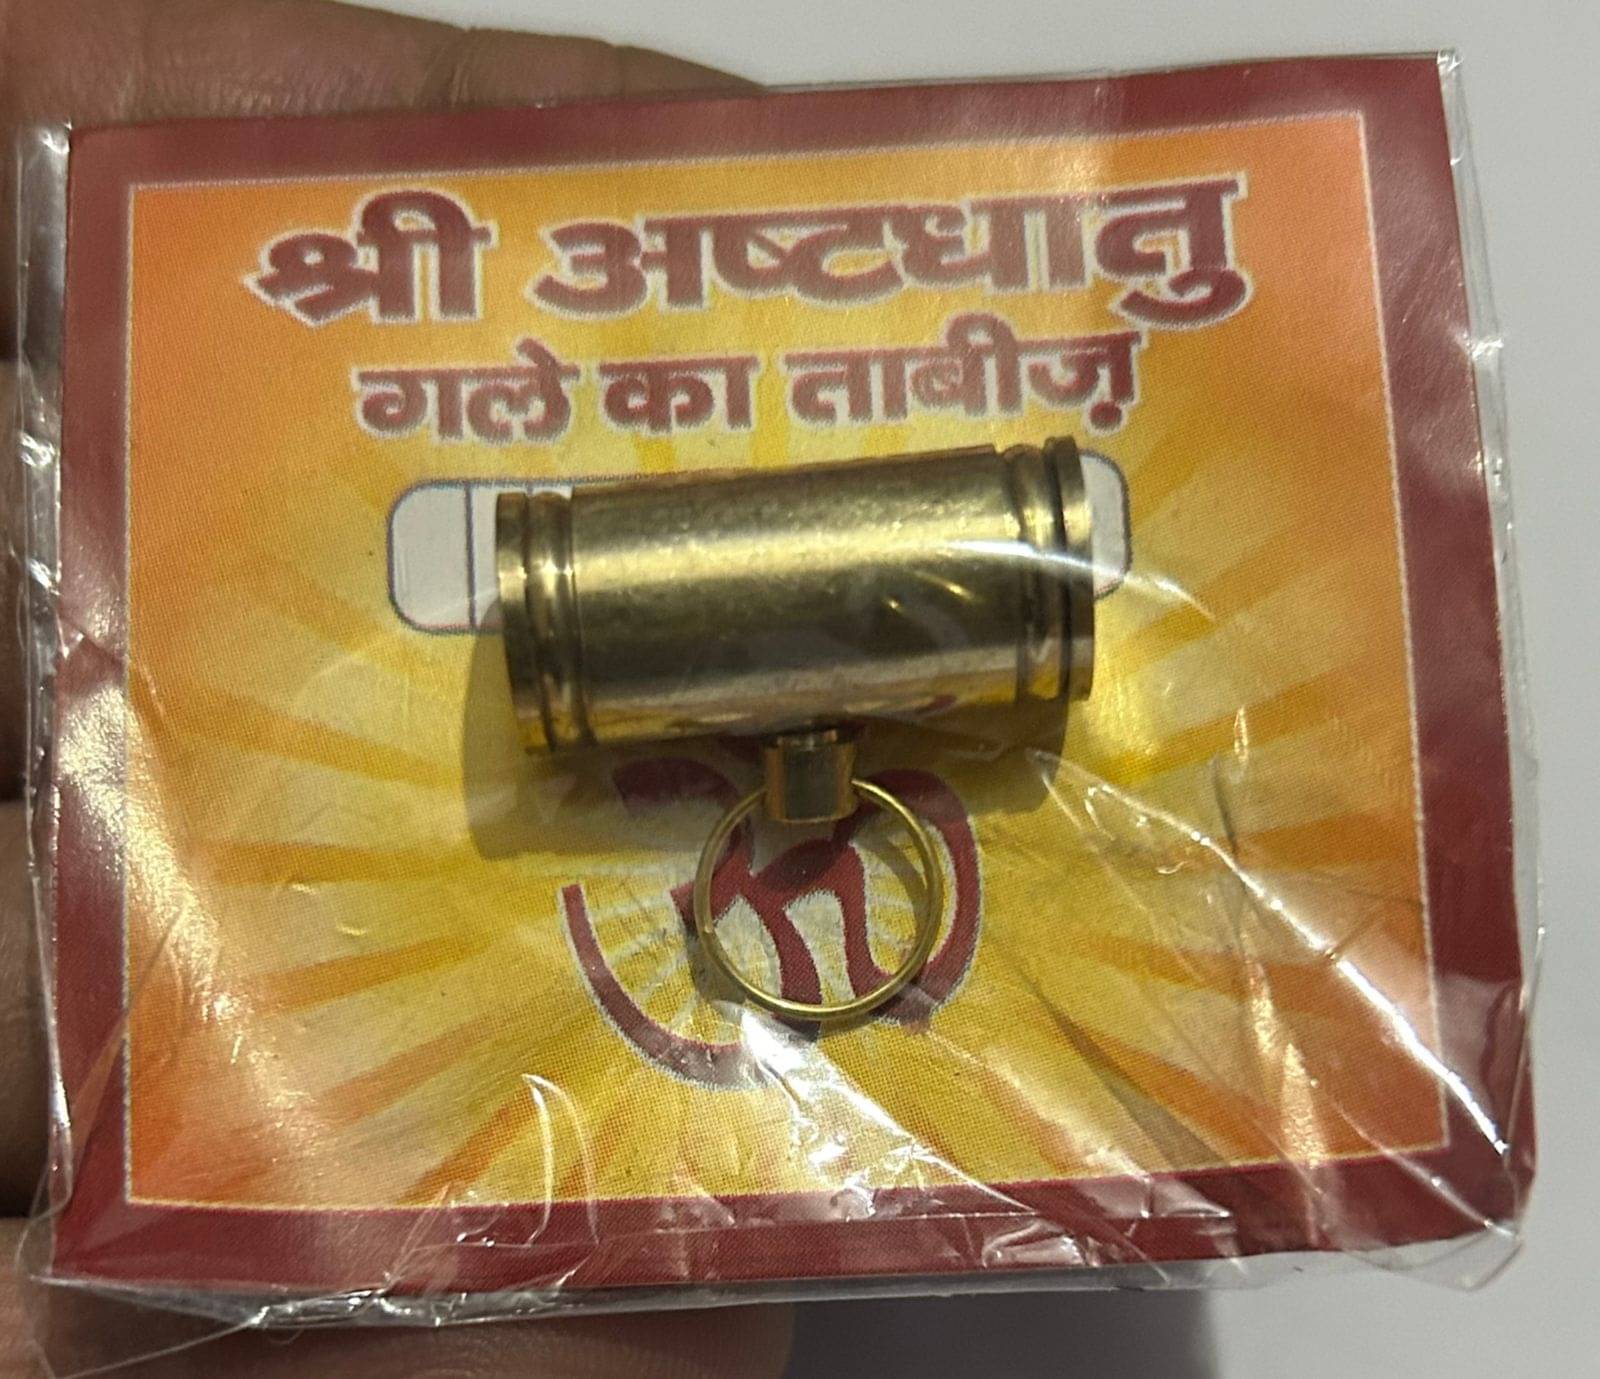 श्री अष्टधातु
गले का ताबीज़